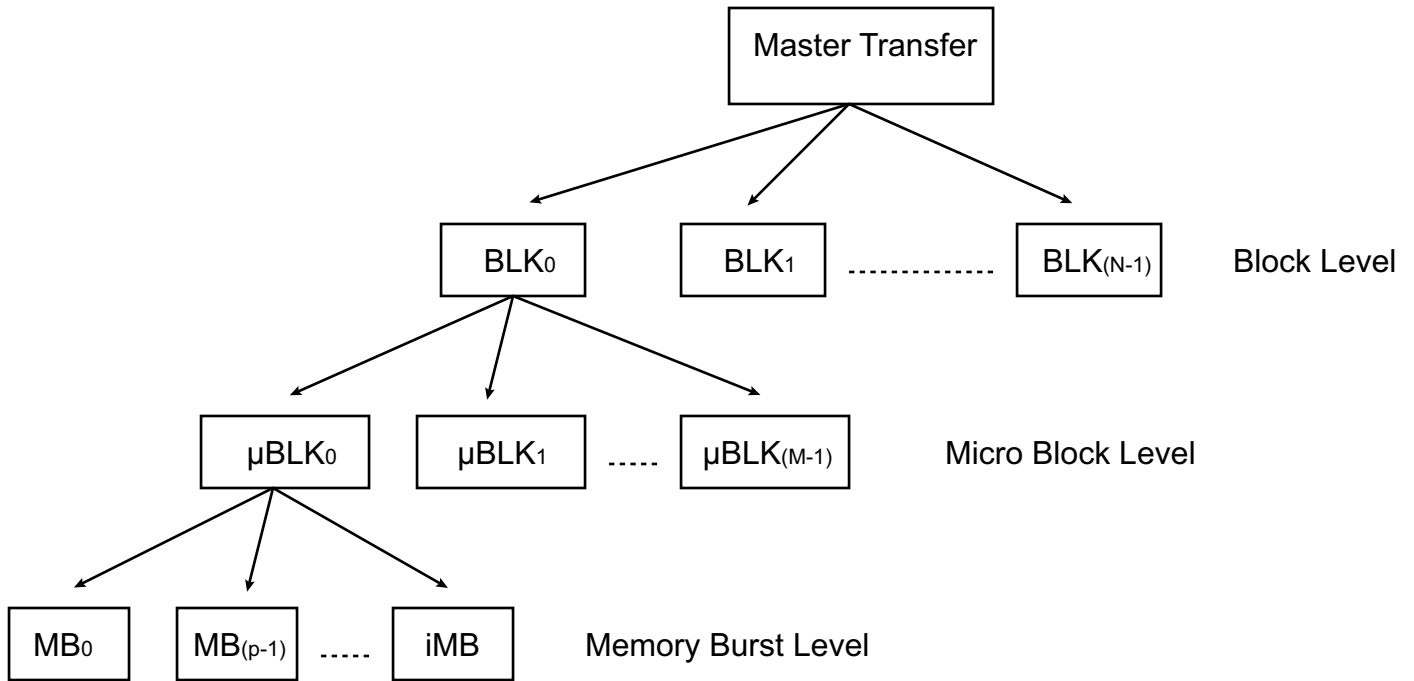 Master Transfer
BLK0 BLK1 BLK(N-1) Block Level
µBLK0 µBLK1 µBLK(M-1) Micro Block Level
MB0 MB(p-1) iMB Memory Burst Level